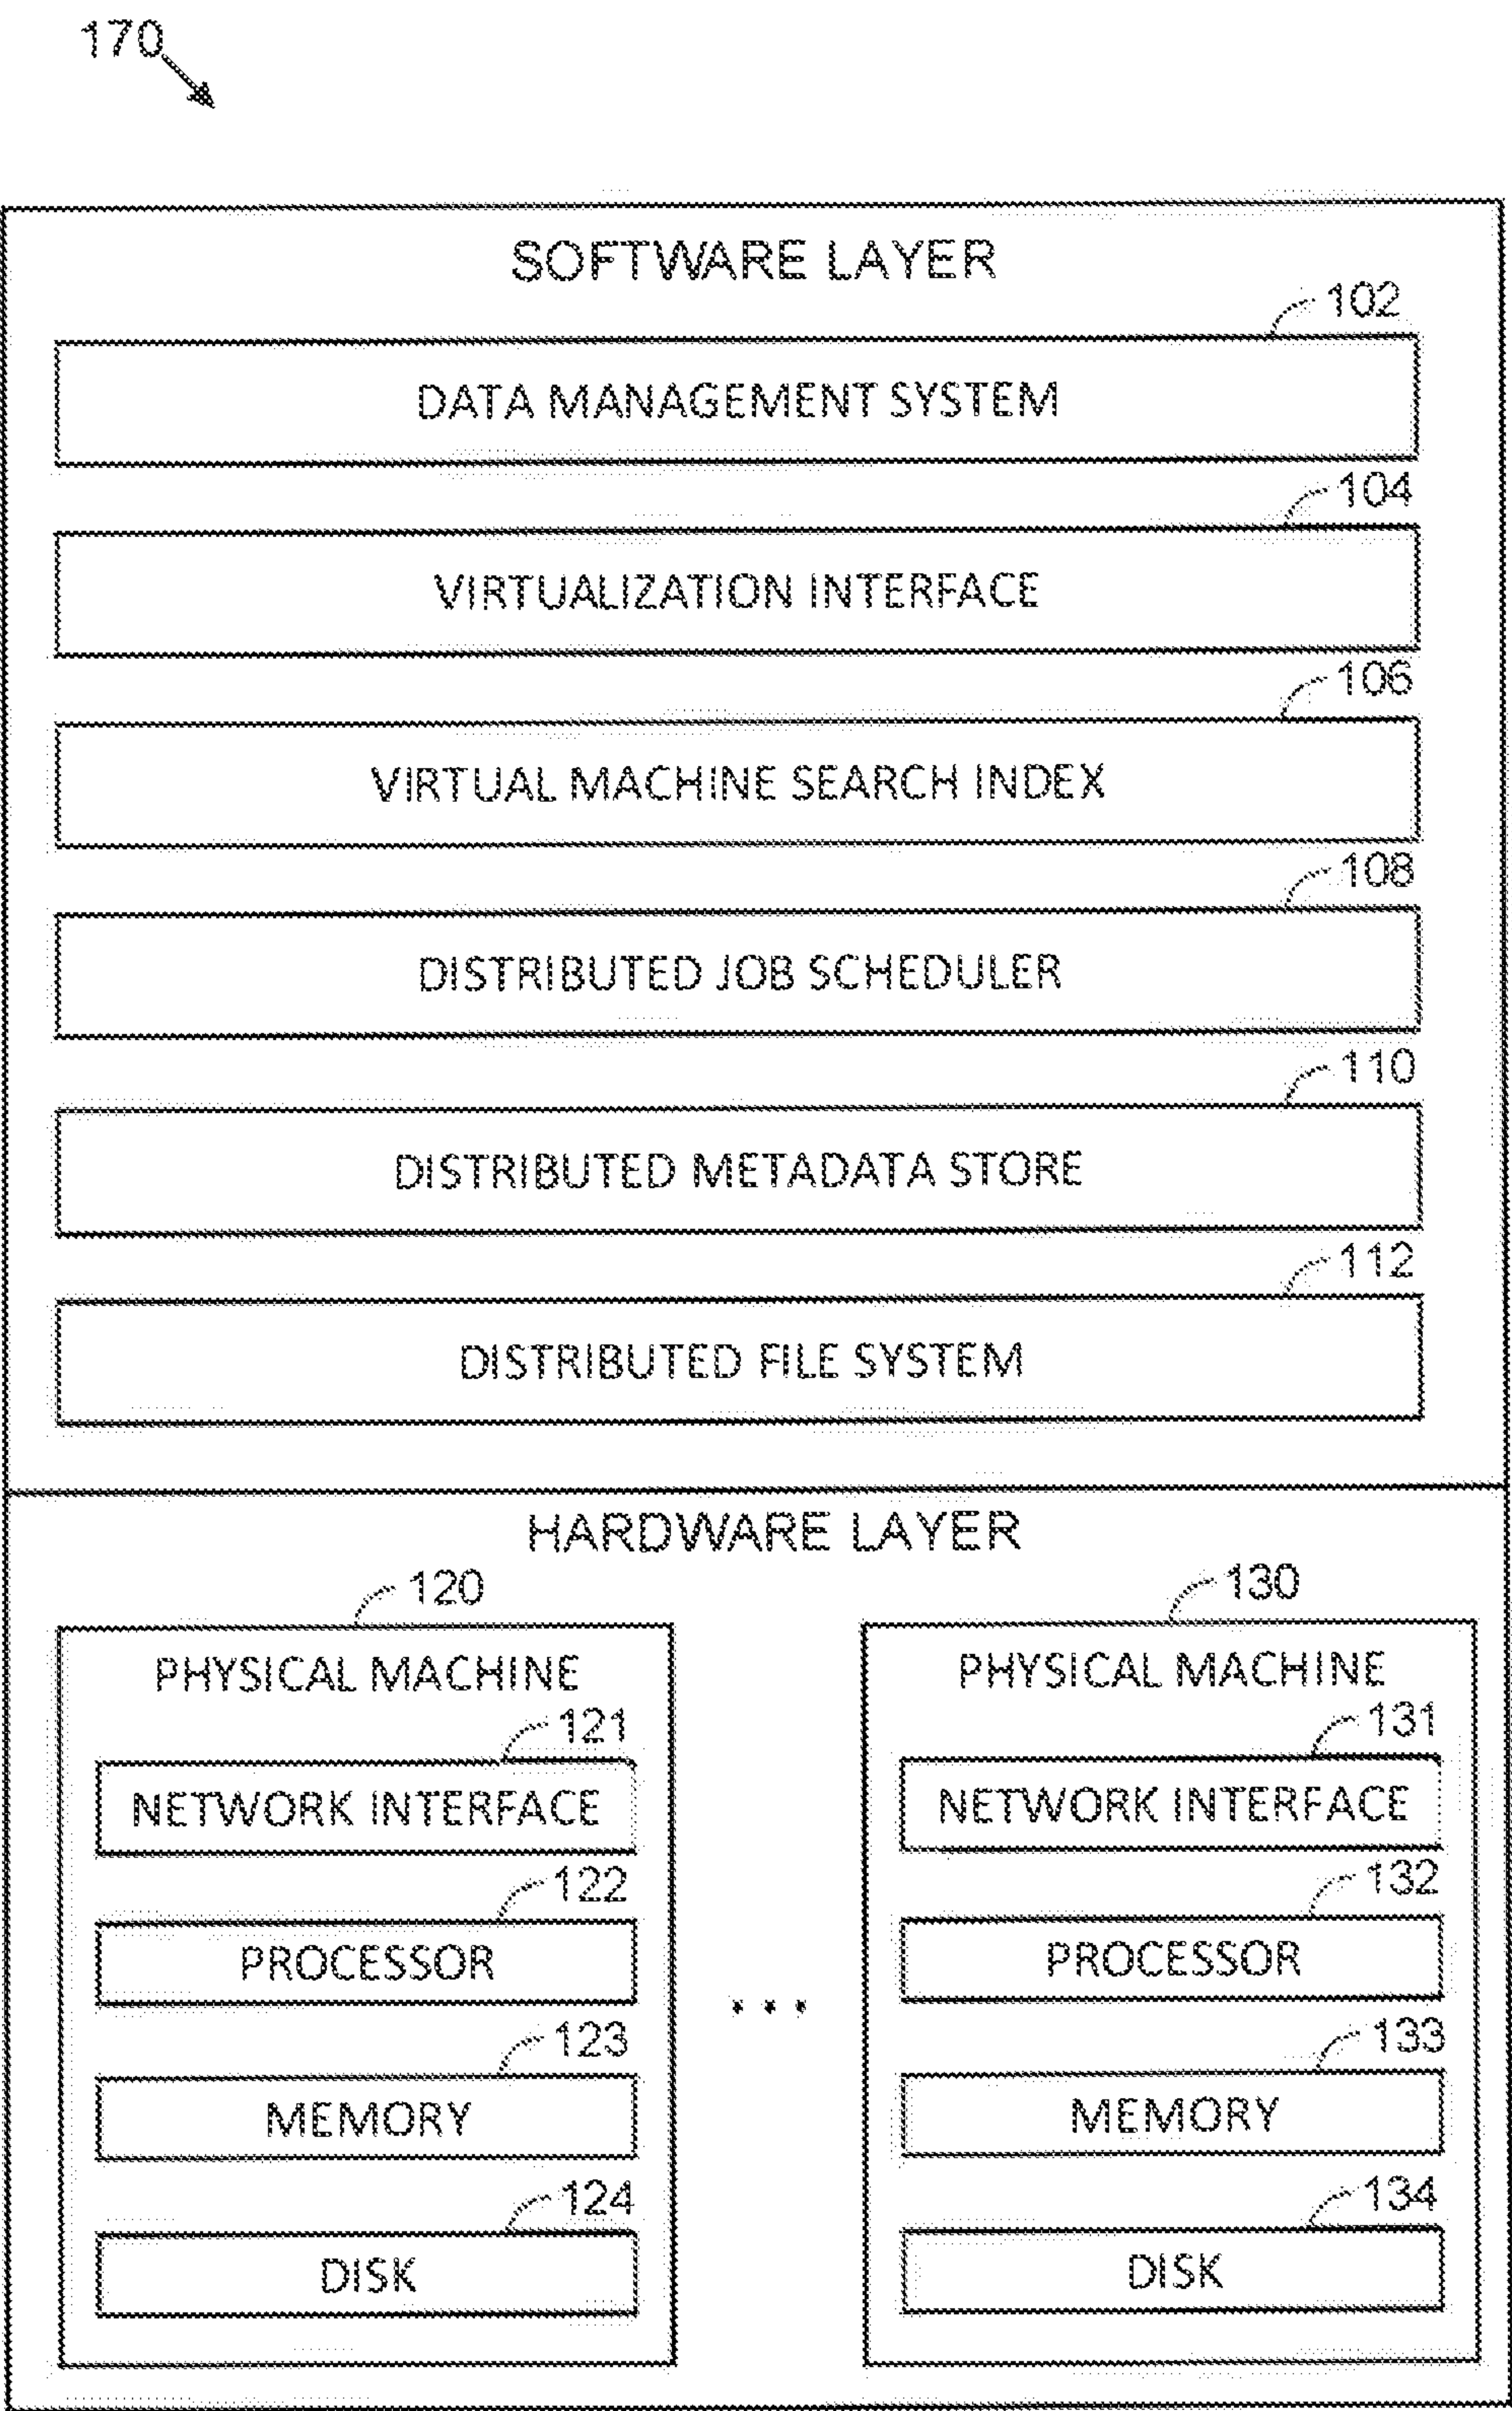 170
SOFTWARE LAYER
102
DATA MANAGEMENT SYSTEM
104
VIRTUALIZATION INTERFACE
106
VIRTUAL MACHINE SEARCH INDEX
108
DISTRIBUTED JOB SCHEDULER
110
DISTRIBUTED METADATA STORE
112
DISTRIBUTED FILE SYSTEM
HARDWARE LAYER
120
PHYSICAL MACHINE
121
NETWORK INTERFACE
122
PROCESSOR
123
MEMORY
124
DISK
...
130
PHYSICAL MACHINE
131
NETWORK INTERFACE
132
PROCESSOR
133
MEMORY
134
DISK